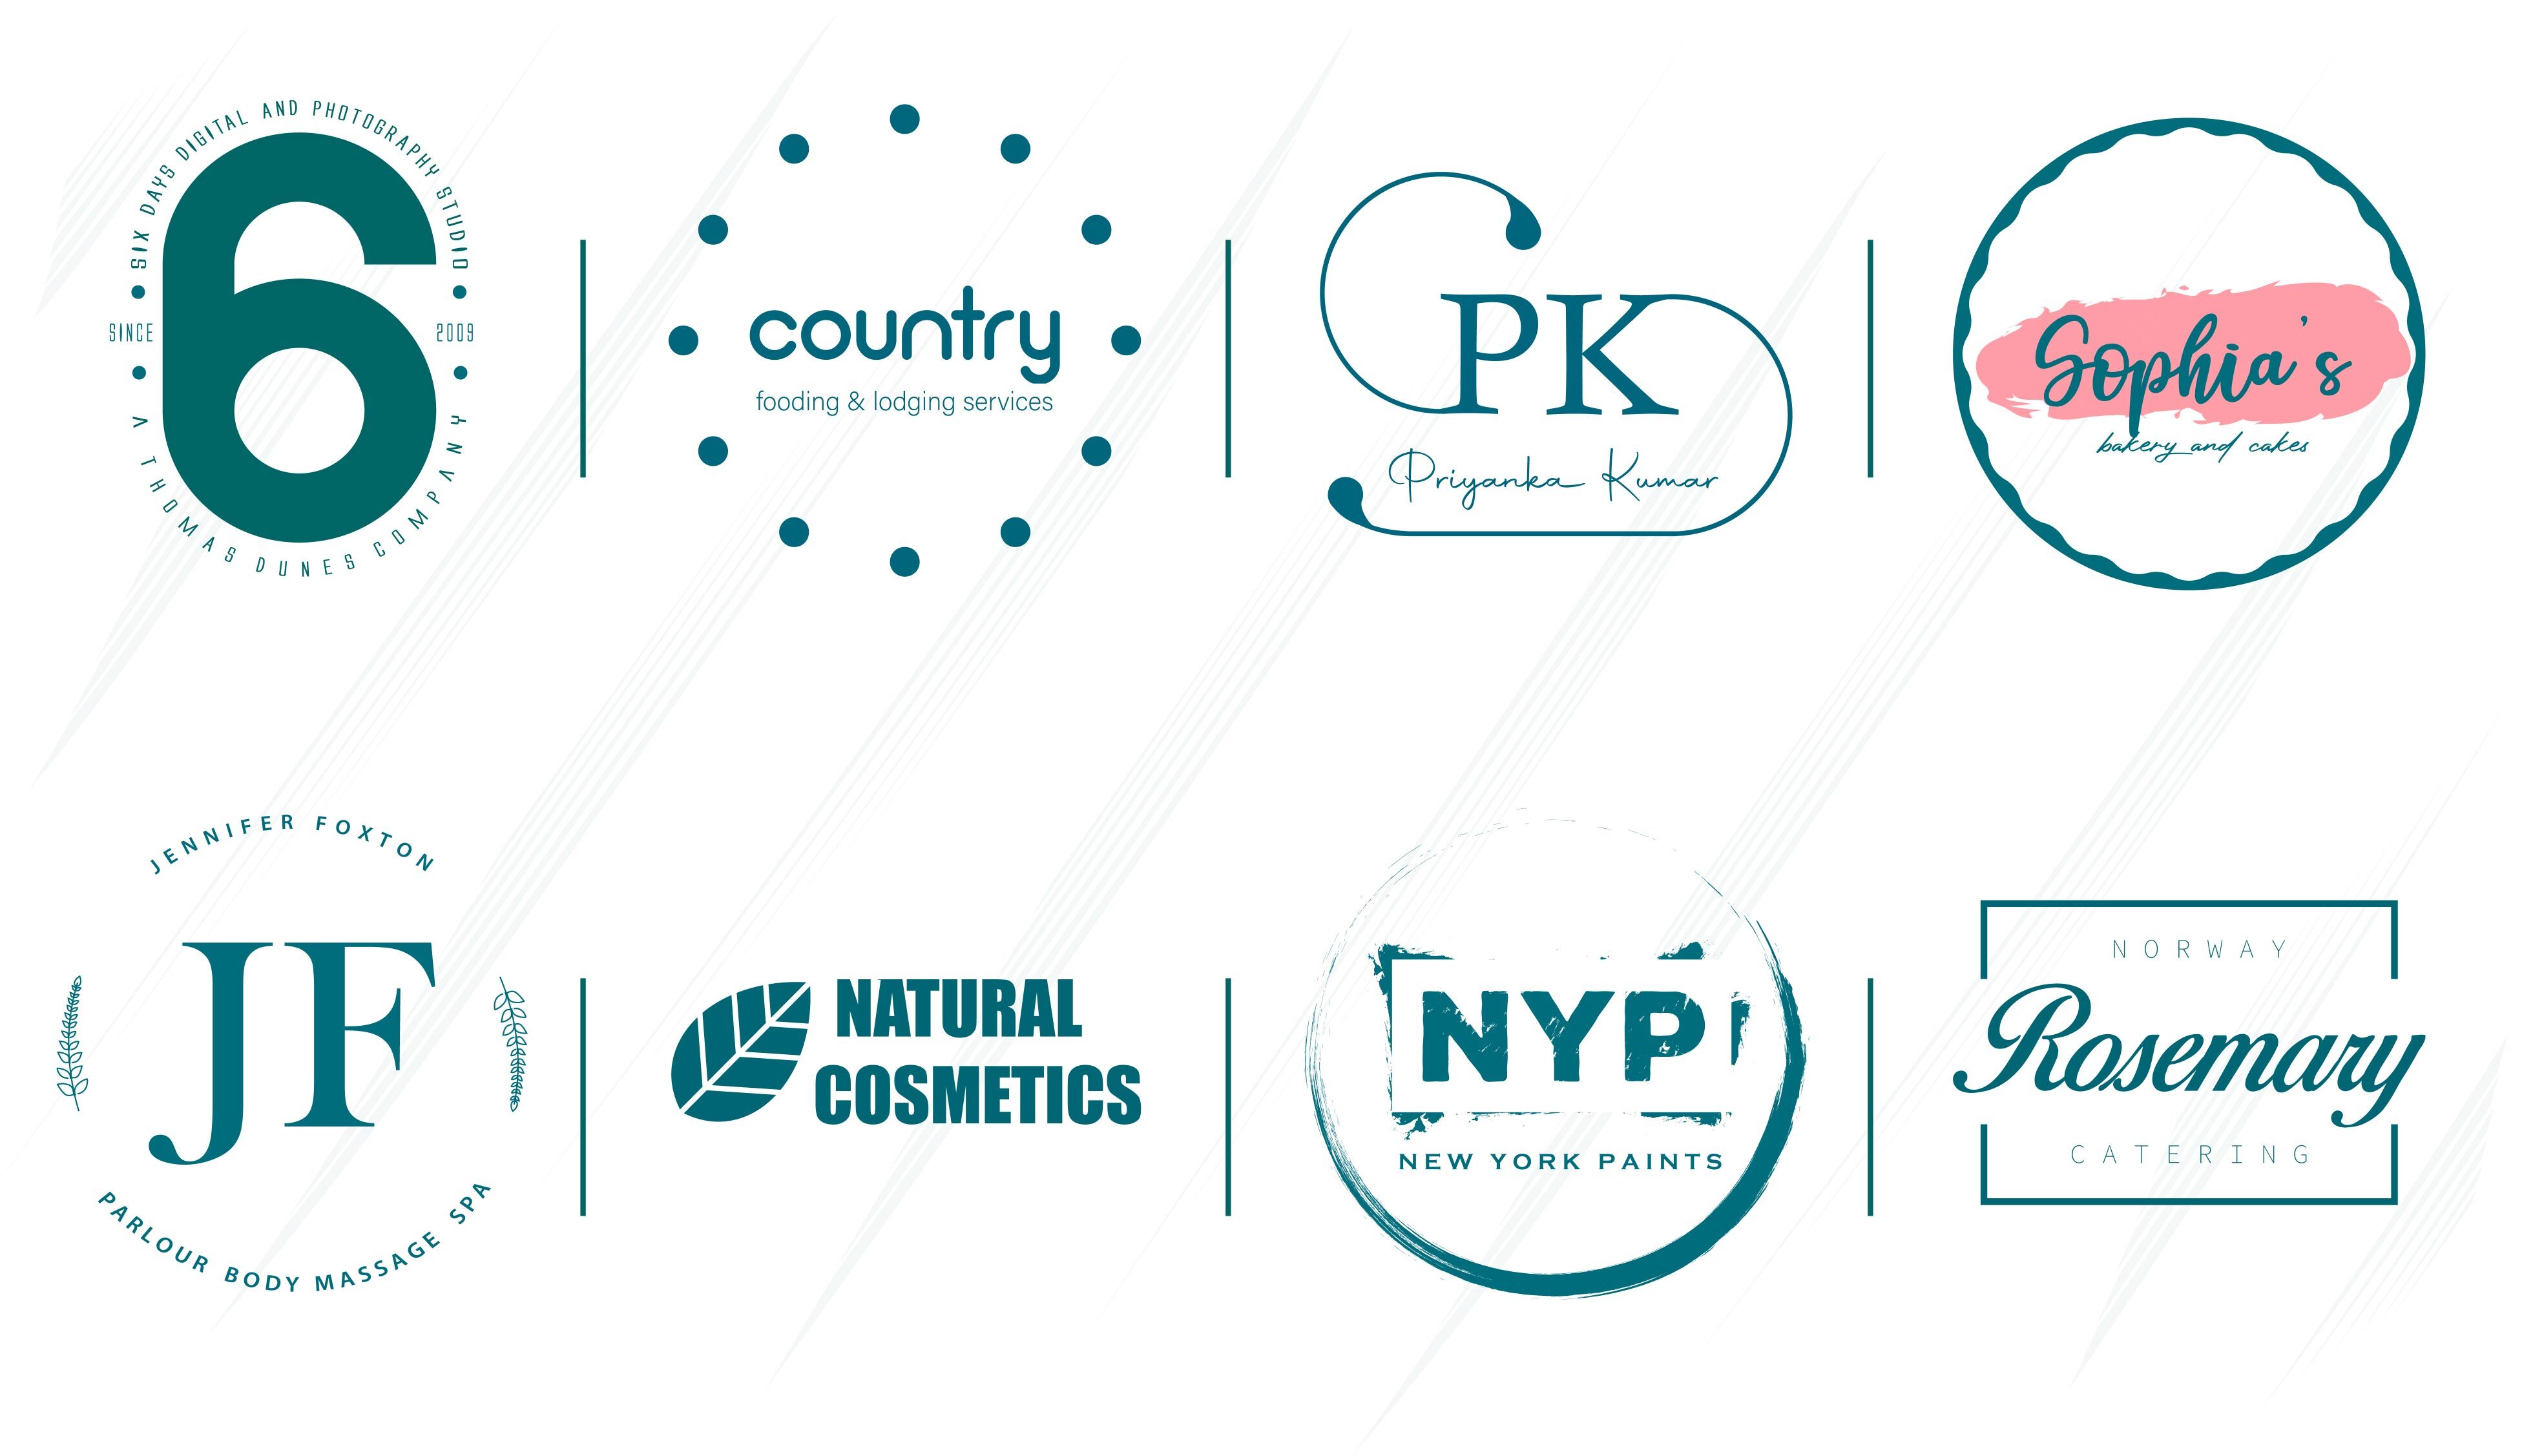 SIX DAYS DIGITAL AND PHOTOGRAPHY STUDIO
6
SINCE 2009
V THOMAS DUNES COMPANY
country
fooding & lodging services
PK
Priyanka Kumar
Sophia's
bakery and cakes
JENNIFER FOXTON
JF
PARLOUR BODY MASSAGE SPA
NATURAL
COSMETICS
NYP
NEW YORK PAINTS
NORWAY
Rosemary
CATERING